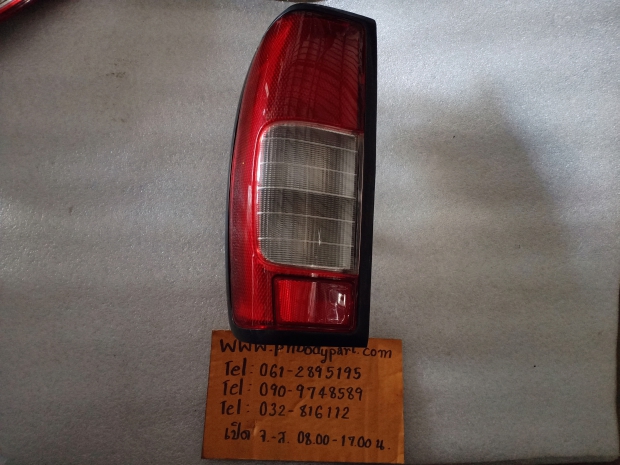 www.pnbodypart.com
Tel: 061-2895195
Tel: 090-9748589
Tel: 032-816112
เปิด จ.-ส. 08.00-17.00 น.